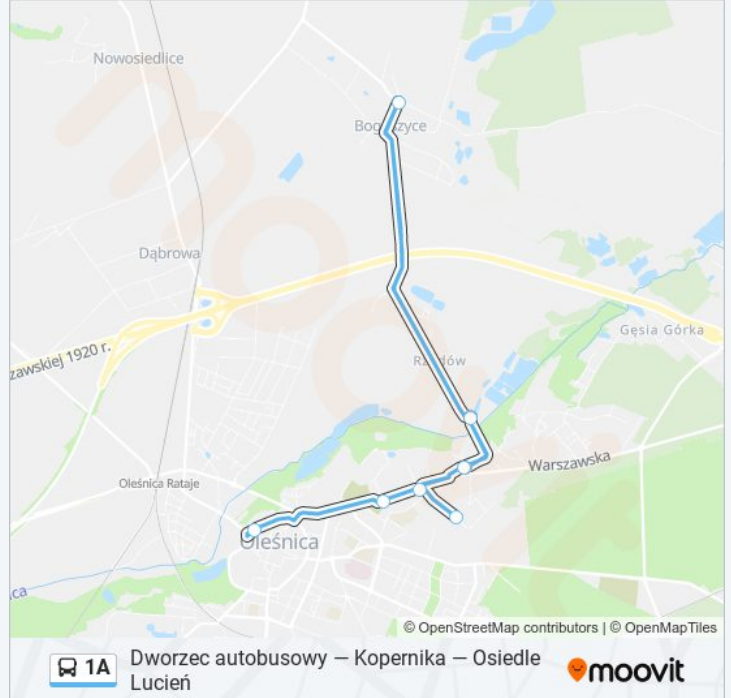 Nowosiedlice
Dąbrowa
Gęsia Górka
zawskiej 1920 r.
Warszawska
Oleśnica Rataje
Oleśnica
ca
© OpenStreetMap contributors | © OpenMapTiles
1A
Dworzec autobusowy — Kopernika — Osiedle
Lucień
moovit